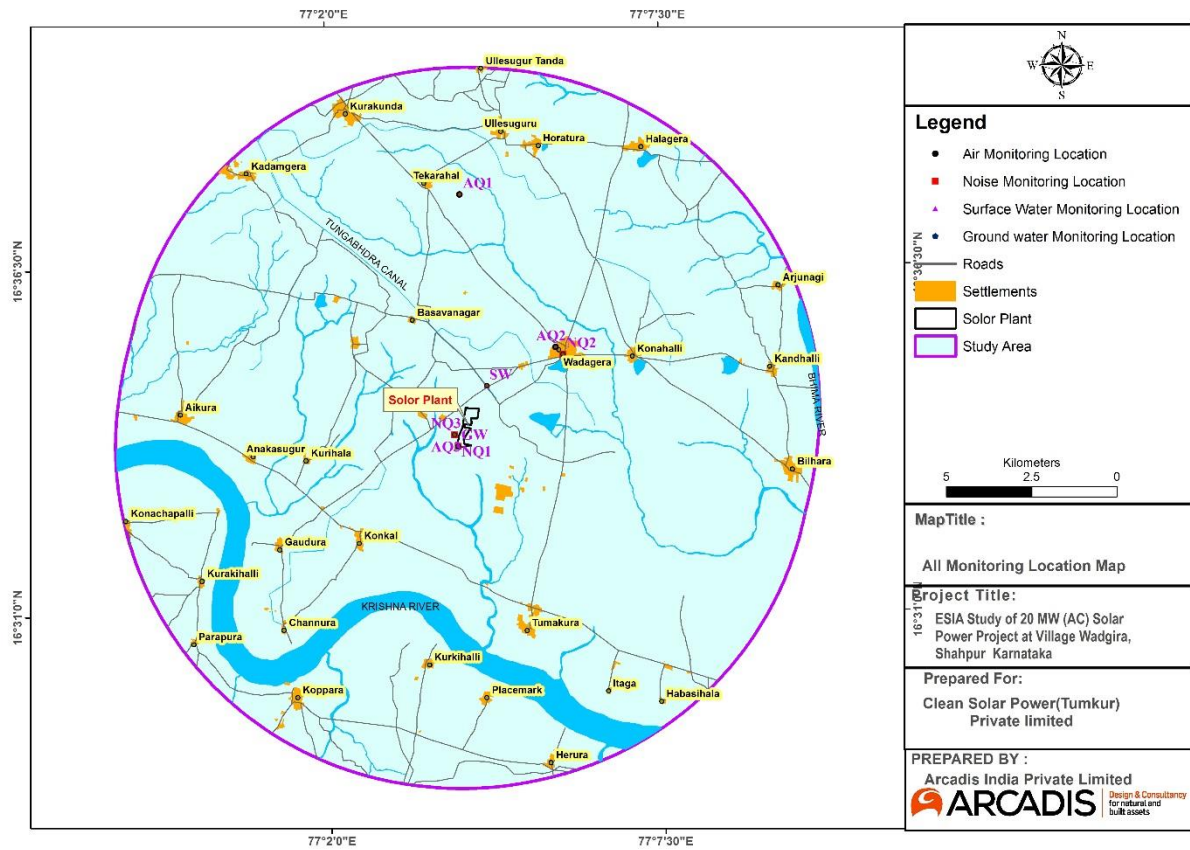 77°2'0"E
77°7'30"E
Ullesugur Tanda
Kurakunda
Ullesuguru
Horatura
Halagera
Kadamgera
Tekarahal
AQ1
TUNGABHDRA CANAL
16°36'30"N
16°36'30"N
Arjunagi
Basavanagar
AQ2
NQ2
Wadagera
Konahalli
Kandhalli
SW
BHIMA RIVER
Solor Plant
Aikura
NQ3
GW
NQ1
Anakasugur
Kurihala
Bilhara
Konachapalli
Gaudura
Konkal
Kurakihalli
KRISHNA RIVER
16°31'0"N
16°31'0"N
Channura
Tumakura
Parapura
Kurkihalli
Koppara
Placemark
Itaga
Habasihala
Herura
77°2'0"E
77°7'30"E
N
W E
S
Legend
Air Monitoring Location
Noise Monitoring Location
Surface Water Monitoring Location
Ground water Monitoring Location
Roads
Settlements
Solor Plant
Study Area
Kilometers
5 2.5 0
MapTitle :
All Monitoring Location Map
Project Title:
ESIA Study of 20 MW (AC) Solar
Power Project at Village Wadgira,
Shahpur Karnataka
Prepared For:
Clean Solar Power(Tumkur)
Private limited
PREPARED BY :
Arcadis India Private Limited
ARCADIS
Design & Consultancy
for natural and
built assets